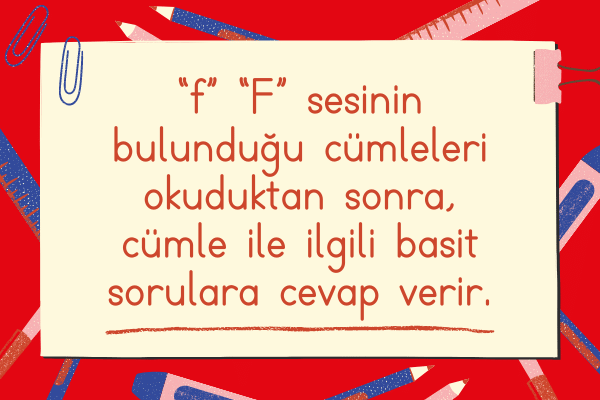 “f” “F” sesinin
bulunduğu cümleleri
okuduktan sonra,
cümle ile ilgili basit
sorulara cevap verir.